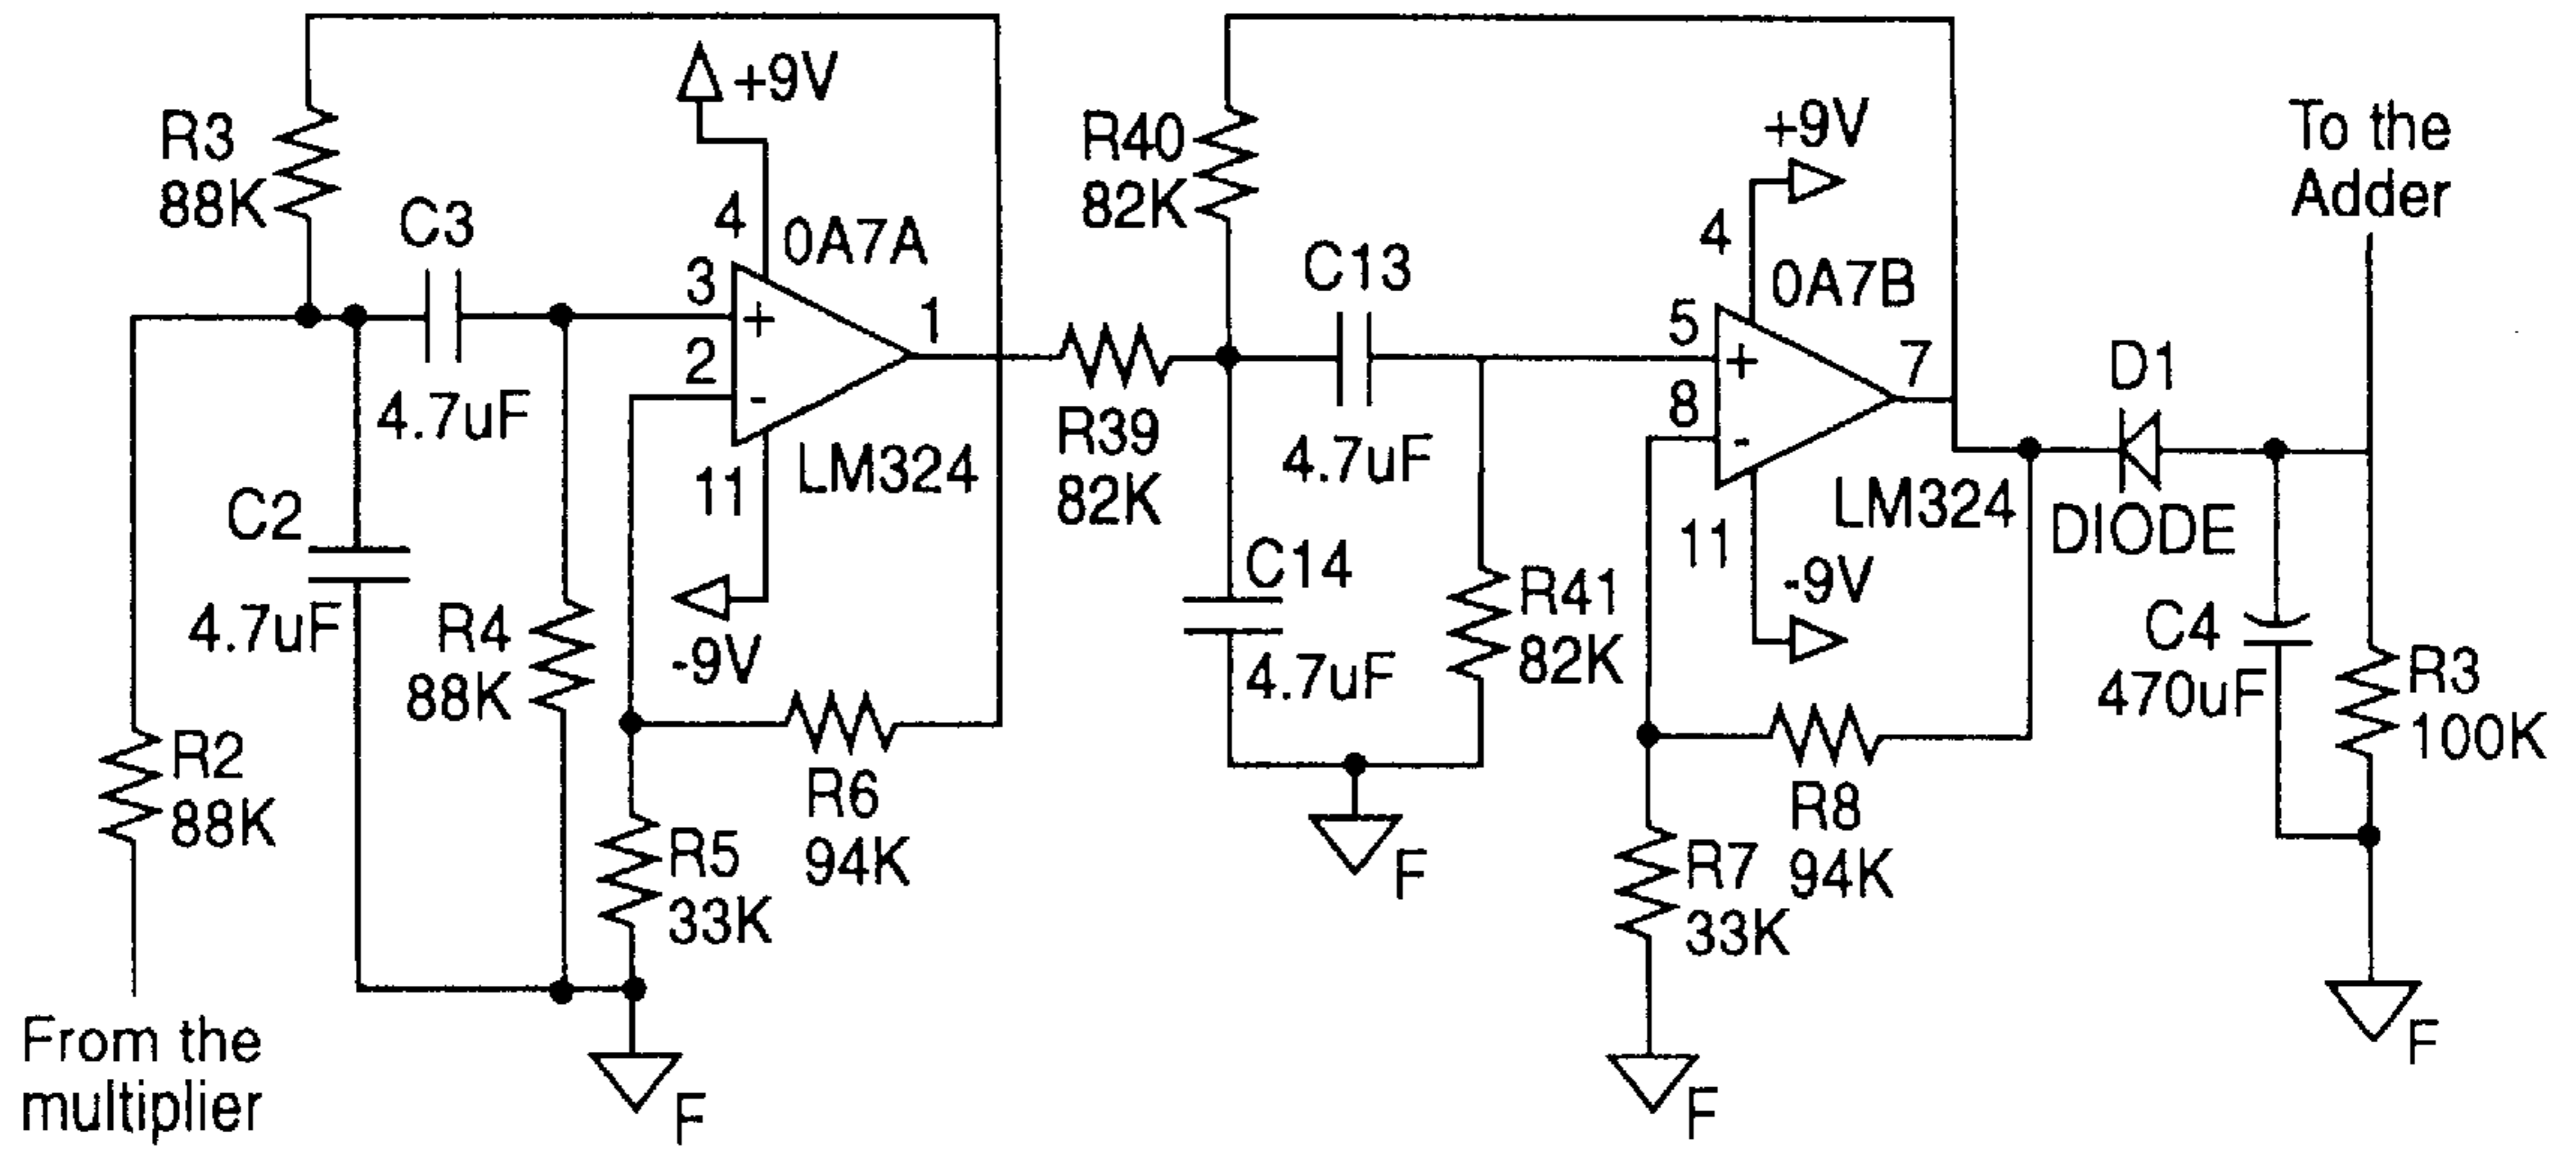 R3
88K
C3
4.7uF
+9V
4
0A7A
3
+
2
-
1
11
LM324
-9V
C2
4.7uF
R4
88K
R2
88K
R6
94K
R5
33K
F
From the
multiplier
R40
82K
C13
4.7uF
R39
82K
+9V
4
0A7B
5
+
8
-
7
11
LM324
-9V
C14
4.7uF
R41
82K
F
R8
94K
R7
33K
F
D1
DIODE
To the
Adder
C4
470uF
R3
100K
F